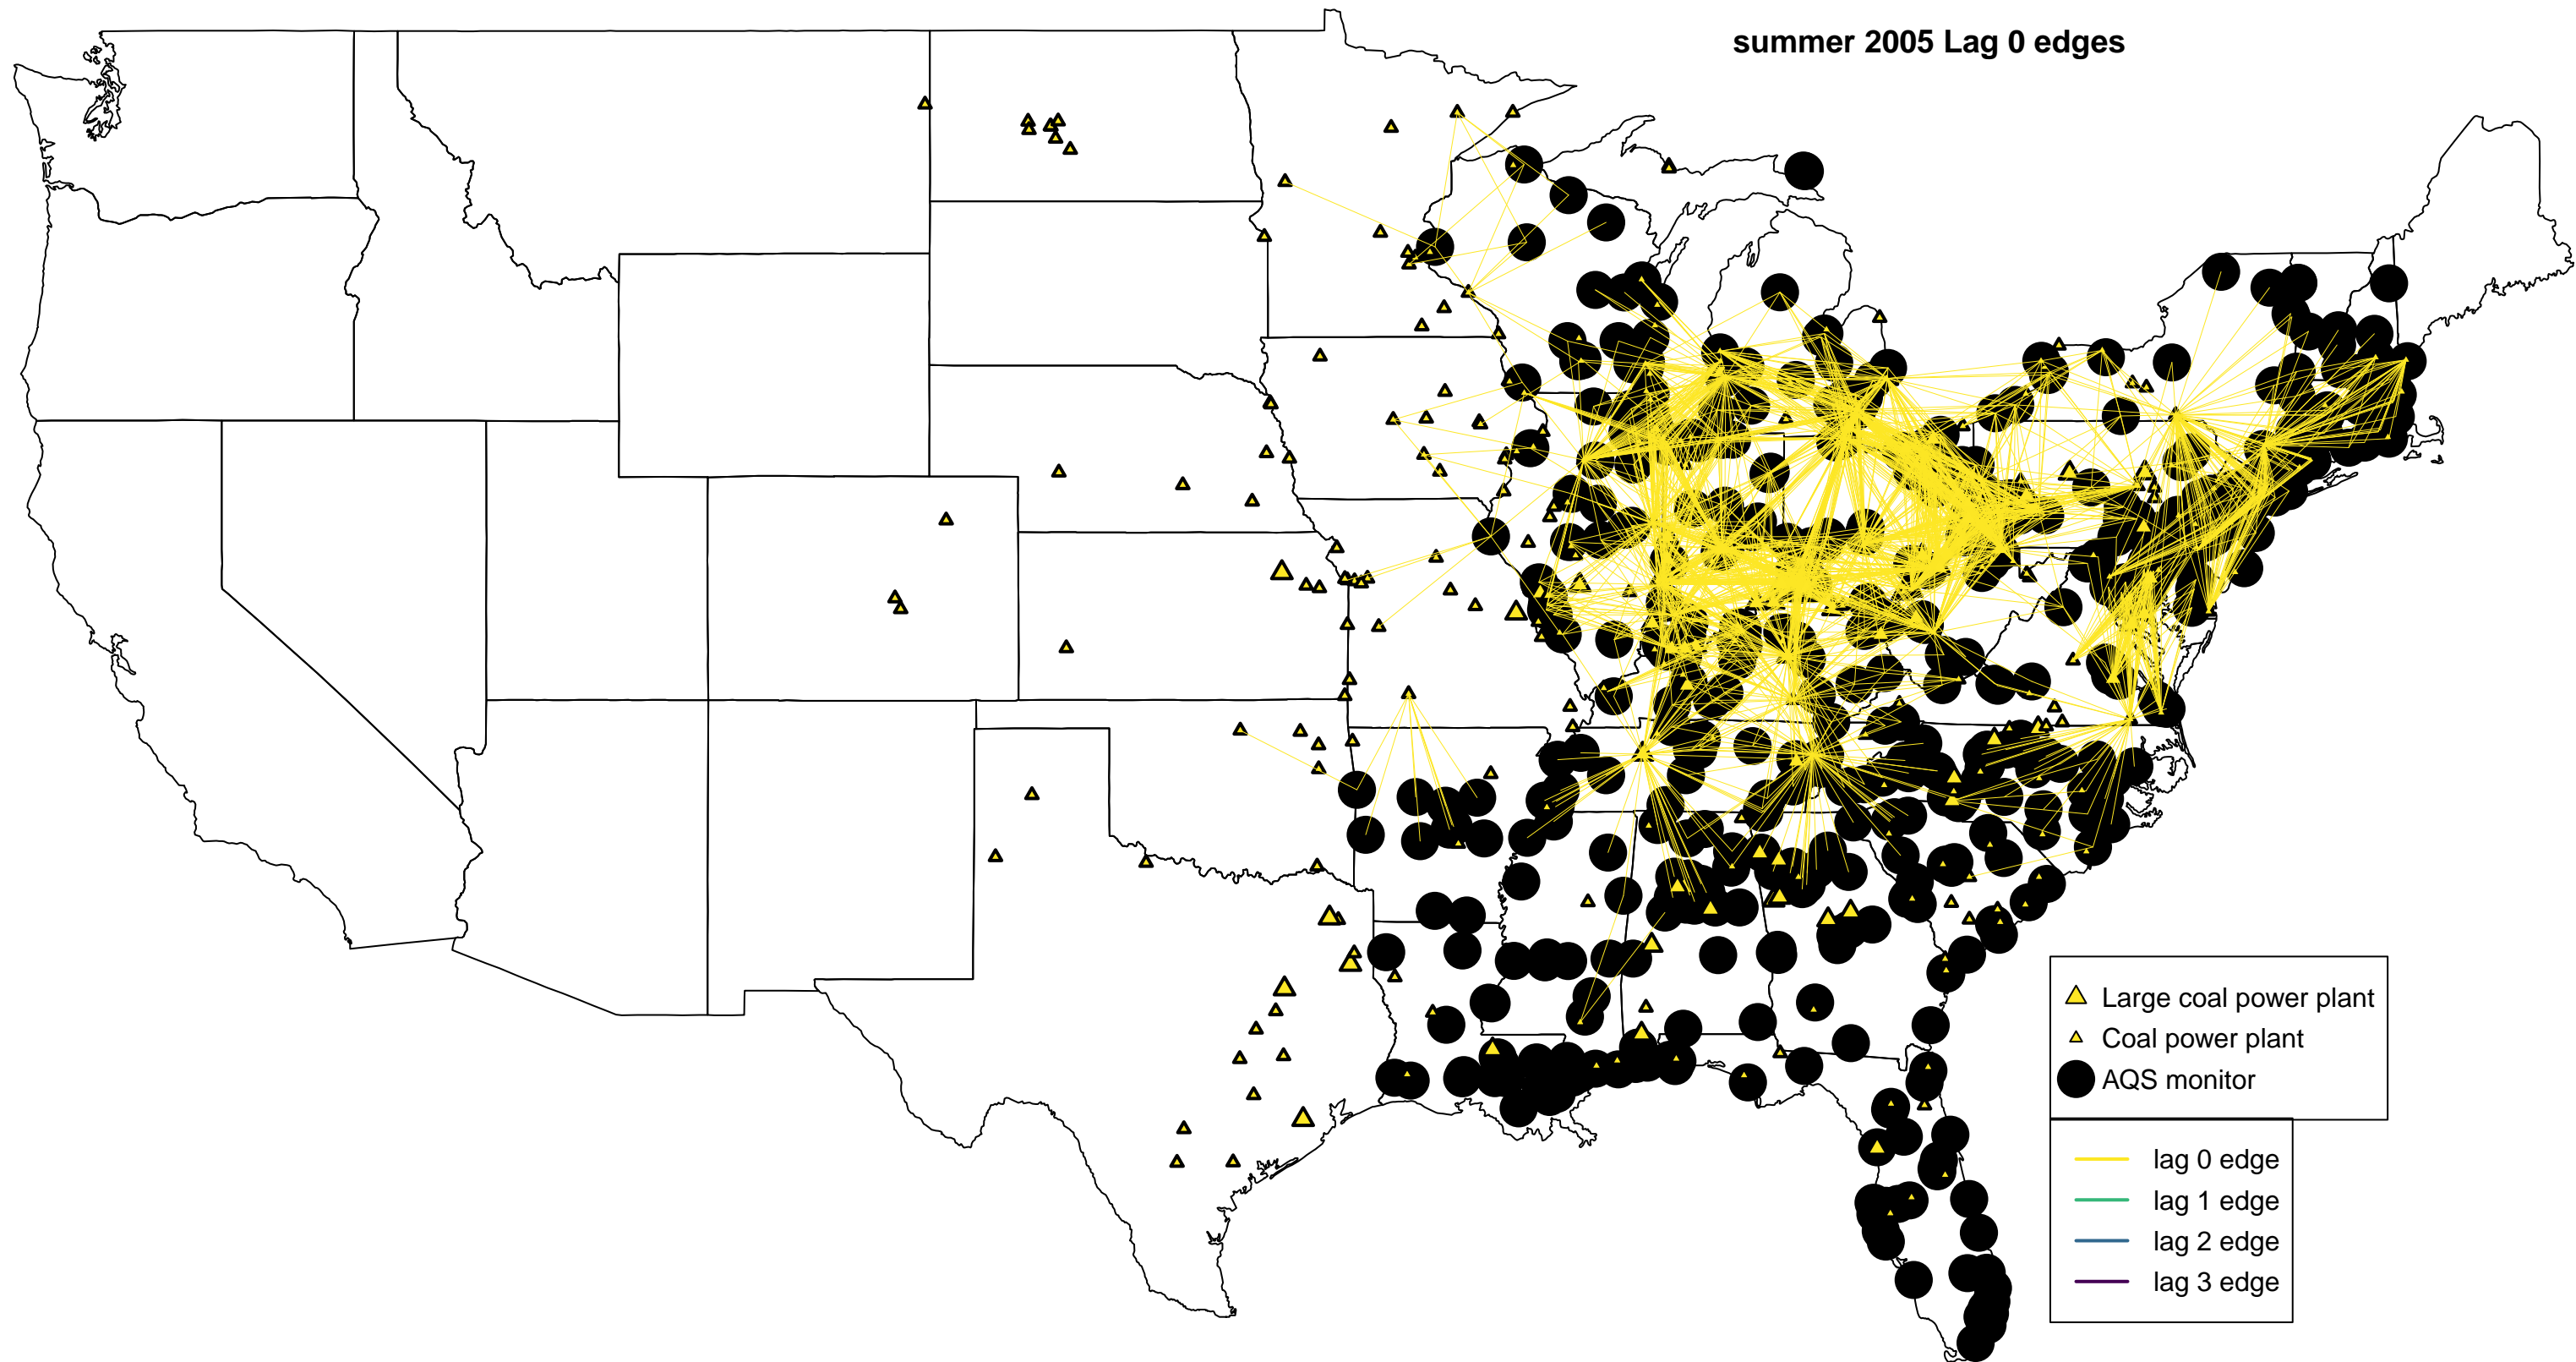 summer 2005 Lag 0 edges
Large coal power plant
Coal power plant
AQS monitor
lag 0 edge
lag 1 edge
lag 2 edge
lag 3 edge